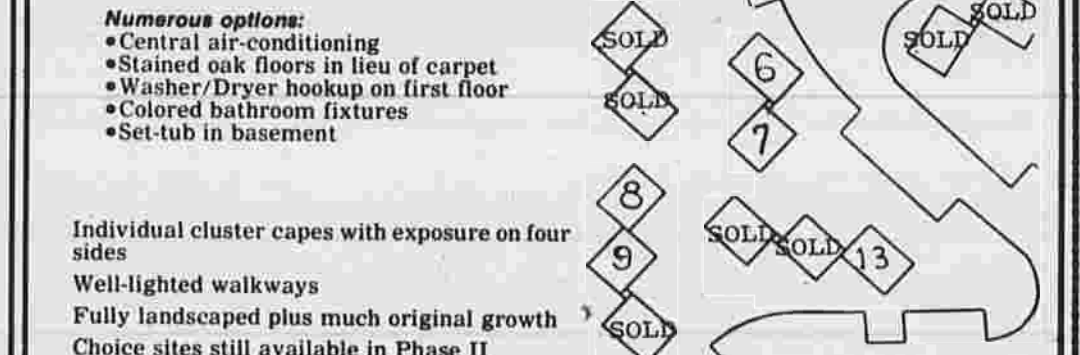 Numerous options:
•Central air-conditioning
•Stained oak floors in lieu of carpet
•Washer/Dryer hookup on first floor
•Colored bathroom fixtures
•Set-tub in basement
Individual cluster capes with exposure on four
sides
Well-lighted walkways
Fully landscaped plus much original growth
Choice sites still available in Phase II
SOLD
SOLD
6
7
SOLD
SOLD
8
9
SOLD
SOLD
SOLD
13